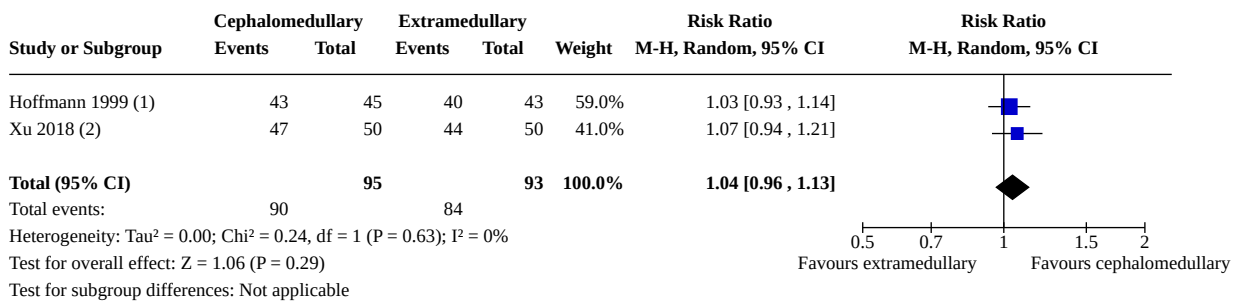 Cephalomedullary Extramedullary Risk Ratio Risk Ratio
Study or Subgroup Events Total Events Total Weight M-H, Random, 95% CI M-H, Random, 95% CI
Hoffmann 1999 (1) 43 45 40 43 59.0% 1.03 [0.93 , 1.14]
Xu 2018 (2) 47 50 44 50 41.0% 1.07 [0.94 , 1.21]
Total (95% CI) 95 93 100.0% 1.04 [0.96 , 1.13]
Total events: 90 84
Heterogeneity: Tau² = 0.00; Chi² = 0.24, df = 1 (P = 0.63); I² = 0%
0.5 0.7 1 1.5 2
Test for overall effect: Z = 1.06 (P = 0.29) Favours extramedullary Favours cephalomedullary
Test for subgroup differences: Not applicable